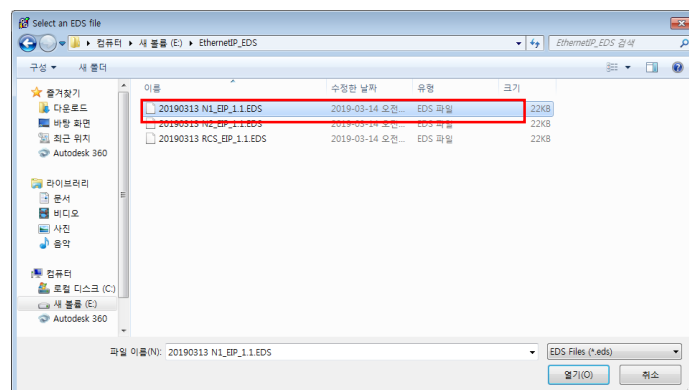 Select an EDS file
컴퓨터 ▸ 새 볼륨 (E:) ▸ EthernetIP_EDS
EthernetIP_EDS 검색
구성 새 폴더
이름 수정한 날짜 유형 크기
즐겨찾기
다운로드
바탕 화면
최근 위치
Autodesk 360
라이브러리
문서
비디오
사진
음악
컴퓨터
로컬 디스크 (C:)
새 볼륨 (E:)
Autodesk 360
20190313 N1_EIP_1.1.EDS 2019-03-14 오전... EDS 파일 22KB
20190313 N2_EIP_1.1.EDS 2019-03-14 오전... EDS 파일 22KB
20190313 RCS_EIP_1.1.EDS 2019-03-14 오전... EDS 파일 22KB
파일 이름(N): 20190313 N1_EIP_1.1.EDS EDS Files (*.eds)
열기(O) 취소